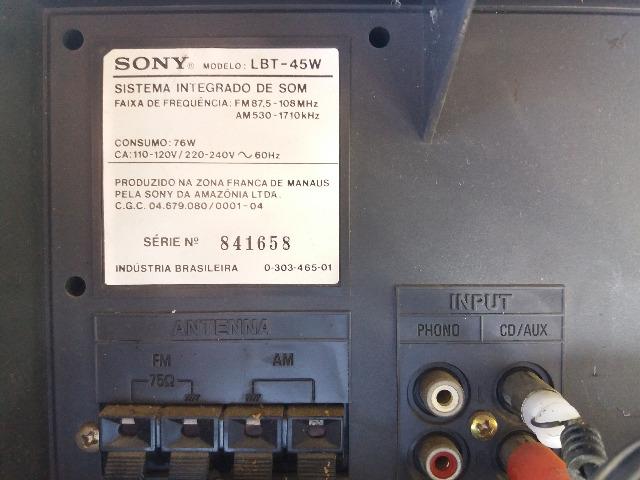 SONY® MODELO: LBT-45W
SISTEMA INTEGRADO DE SOM
FAIXA DE FREQUÊNCIA: FM 87,5-108MHz
AM 530-1710kHz
CONSUMO: 76W
CA: 110-120V/220-240V ~ 60Hz
PRODUZIDO NA ZONA FRANCA DE MANAUS
PELA SONY DA AMAZÔNIA LTDA.
C.G.C. 04.679.080/0001-04
SÉRIE Nº 841658
INDÚSTRIA BRASILEIRA 0-303-465-01
ANTENNA
FM AM
75Ω
INPUT
PHONO CD/AUX